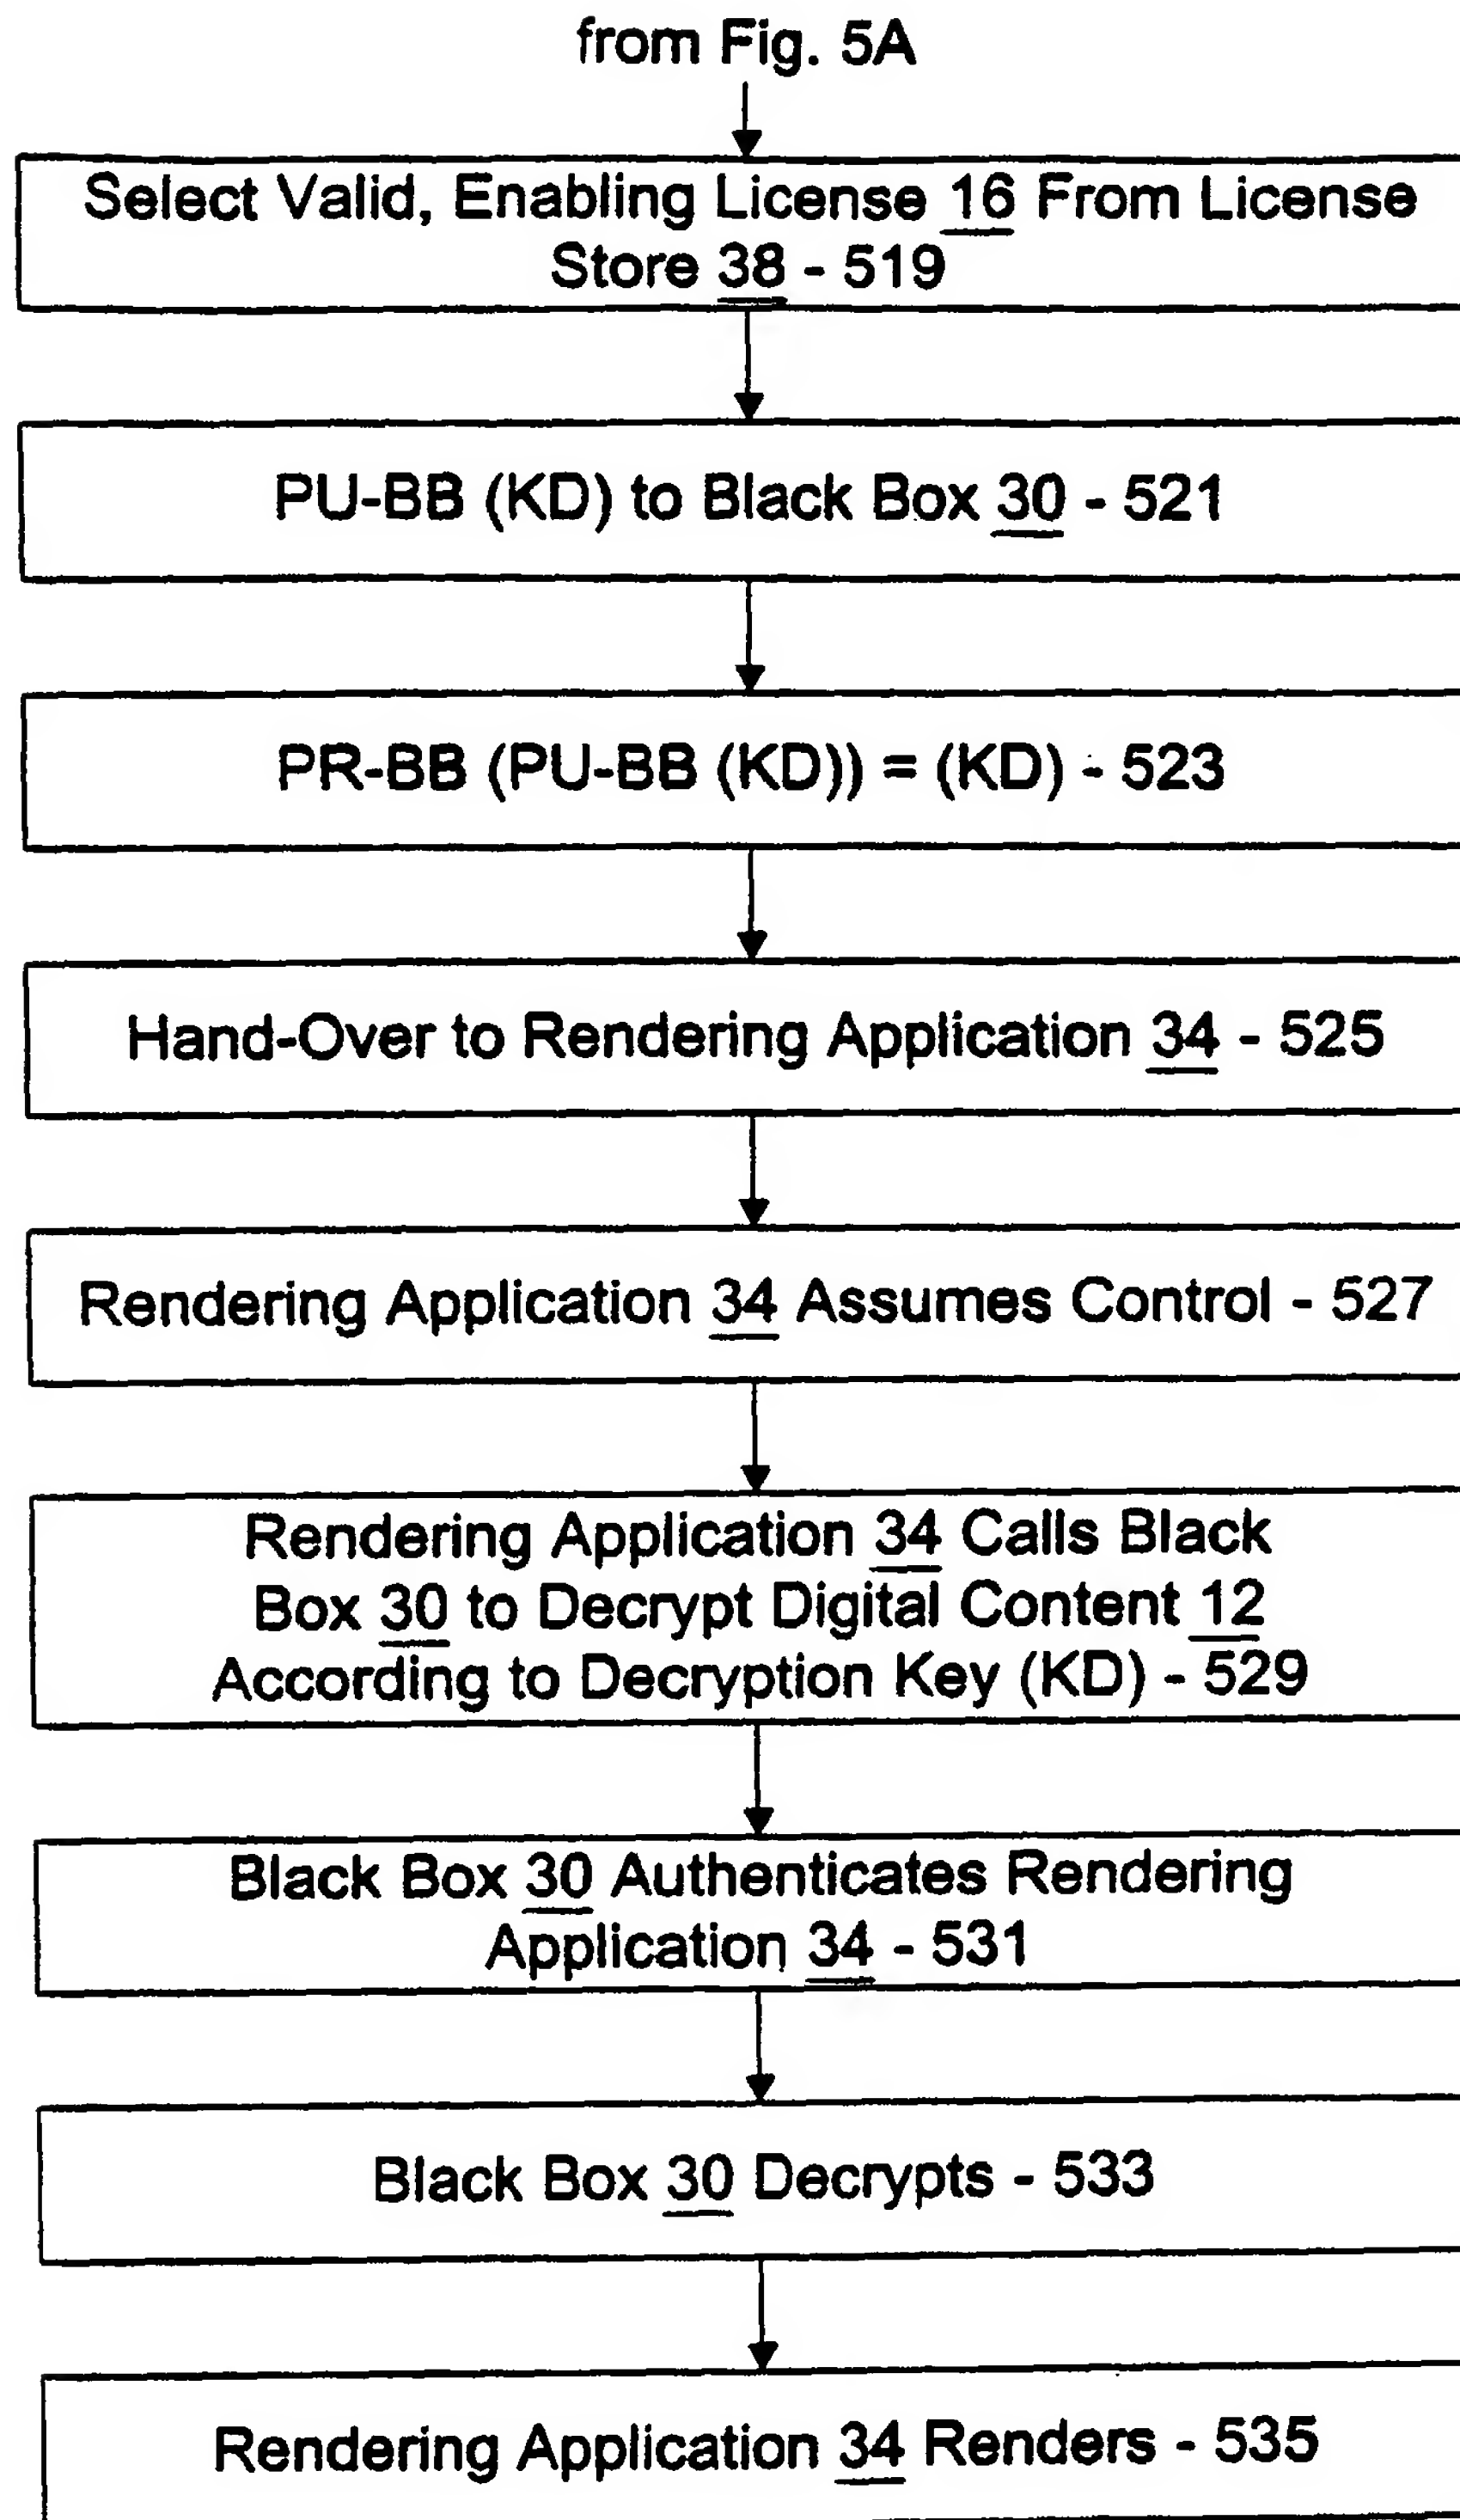 from Fig. 5A
Select Valid, Enabling License 16 From License
Store 38 - 519
PU-BB (KD) to Black Box 30 - 521
PR-BB (PU-BB (KD)) = (KD) - 523
Hand-Over to Rendering Application 34 - 525
Rendering Application 34 Assumes Control - 527
Rendering Application 34 Calls Black
Box 30 to Decrypt Digital Content 12
According to Decryption Key (KD) - 529
Black Box 30 Authenticates Rendering
Application 34 - 531
Black Box 30 Decrypts - 533
Rendering Application 34 Renders - 535